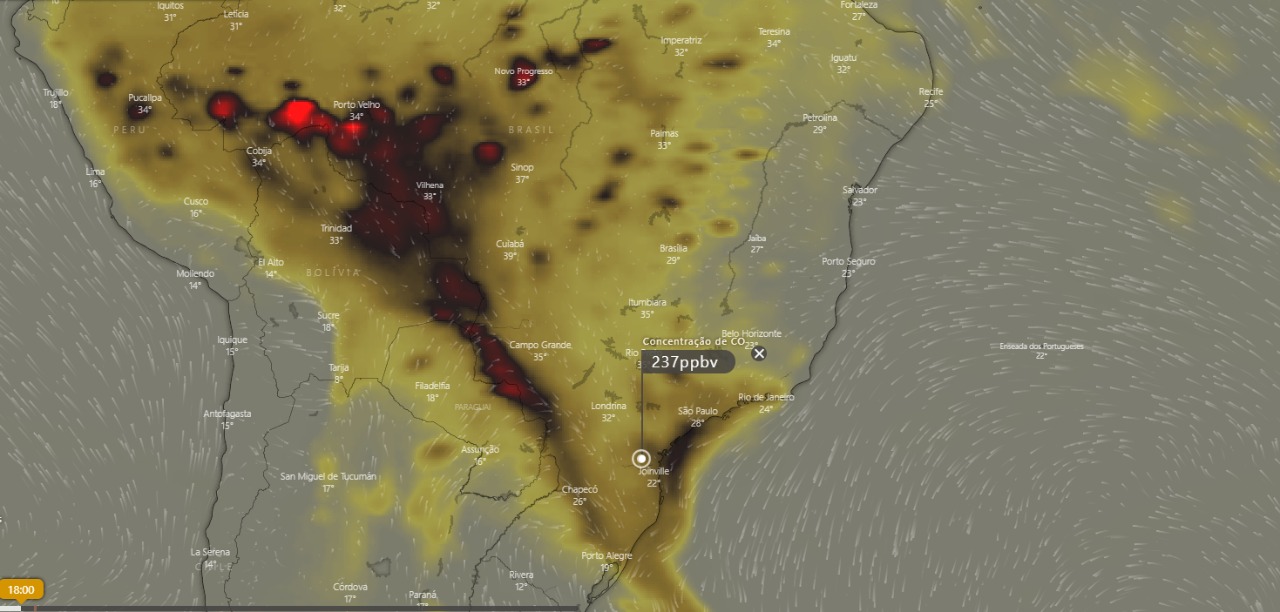 Iquitos
31°
Leticia
31°
32°
32°
Fortaleza
27°
Imperatriz
32°
Teresina
34°
Iguatu
32°
Novo Progresso
33°
Trujillo
18°
Pucallpa
34°
Porto Velho
34°
Recife
25°
PERU
BRASIL
Petrolina
29°
Palmas
33°
Cobija
34°
Sinop
37°
Lima
16°
Vilhena
33°
Salvador
23°
Cusco
16°
Trinidad
33°
Cuiabá
39°
Brasília
29°
Jaíba
27°
Porto Seguro
23°
El Alto
14°
BOLÍVIA
Moliendo
14°
Itumbiara
35°
Sucre
18°
Iquique
15°
Campo Grande
35°
Belo Horizonte
23°
Concentração de CO
237ppbv
Rio
Enseada dos Portugueses
22°
Tarija
8°
Filadélfia
18°
PARAGUAI
Londrina
32°
São Paulo
28°
Rio de Janeiro
24°
Antofagasta
15°
Assunção
16°
Joinville
22°
San Miguel de Tucumán
17°
Chapecó
26°
La Serena
14°
CHILE
Porto Alegre
19°
Rivera
12°
Córdova
17°
Paraná
18:00